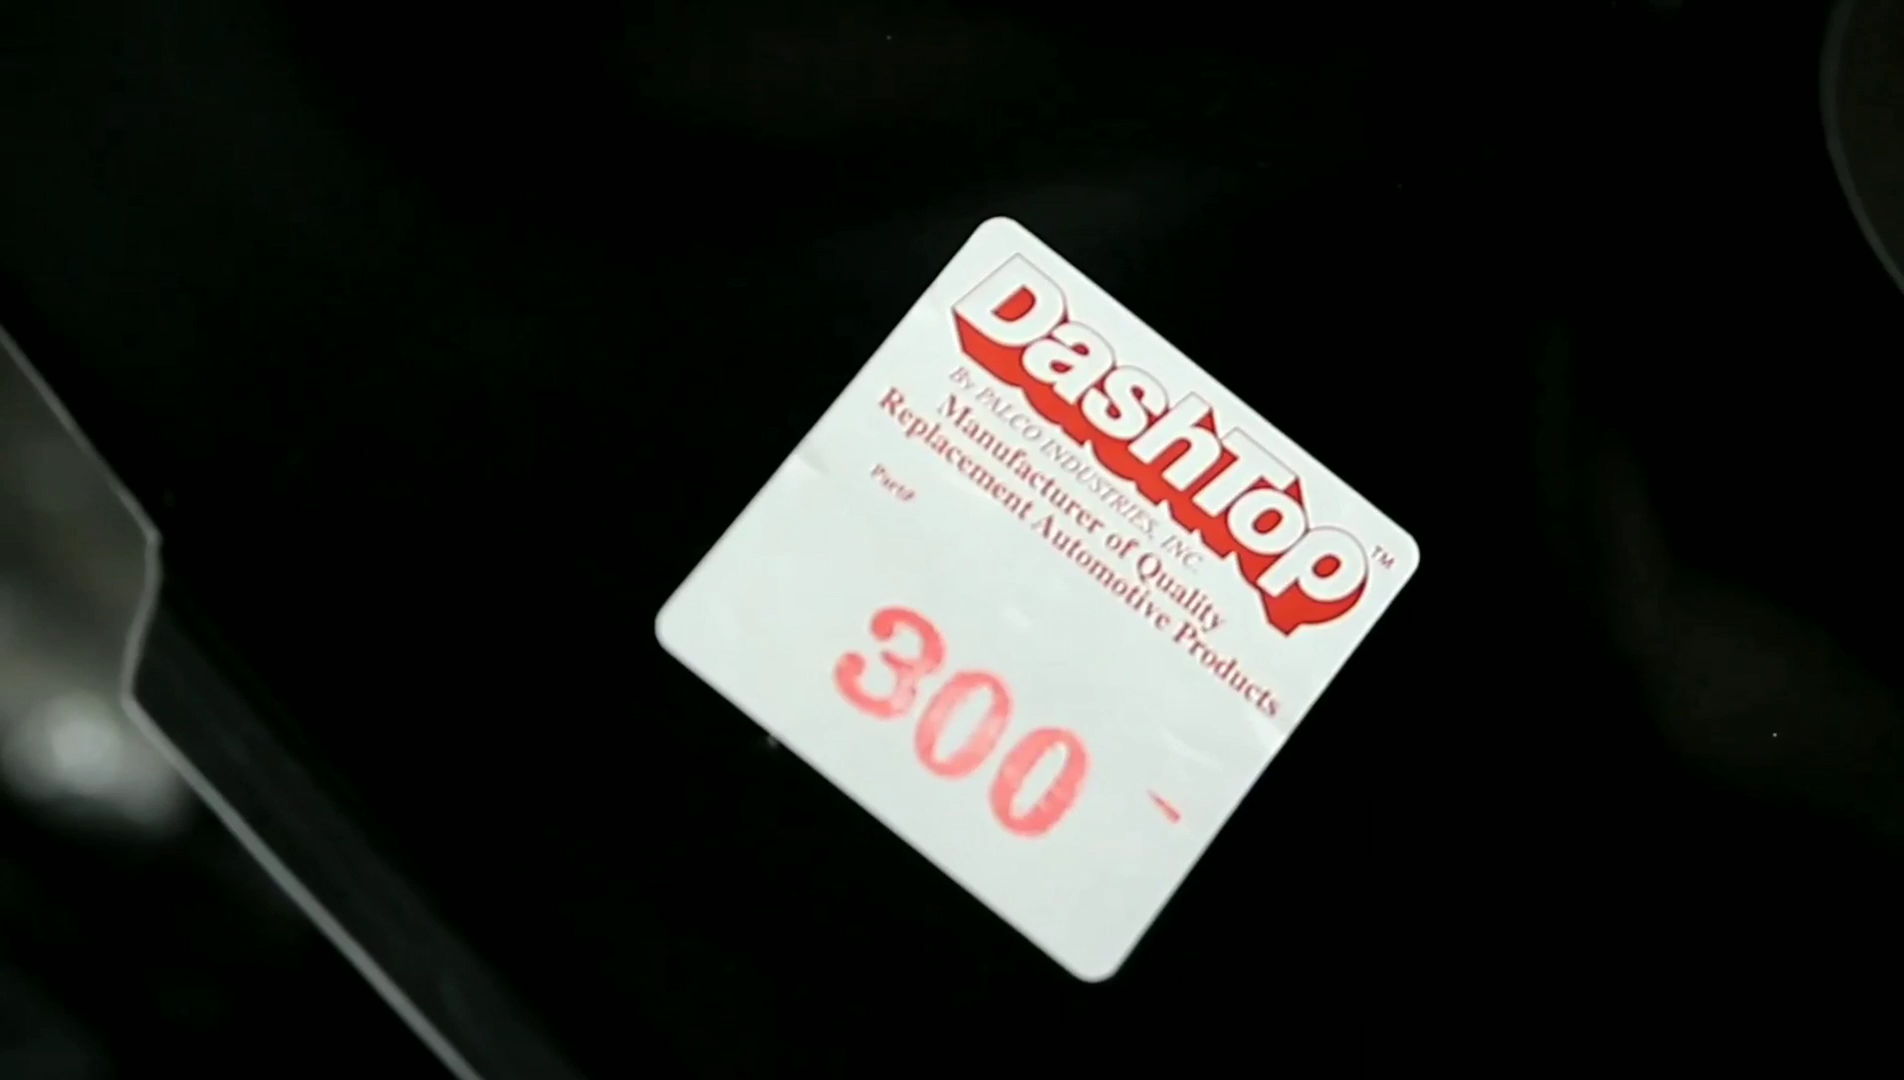 DashTop™
By PALCO INDUSTRIES, INC.
Manufacturer of Quality
Replacement Automotive Products
Part#
300 -